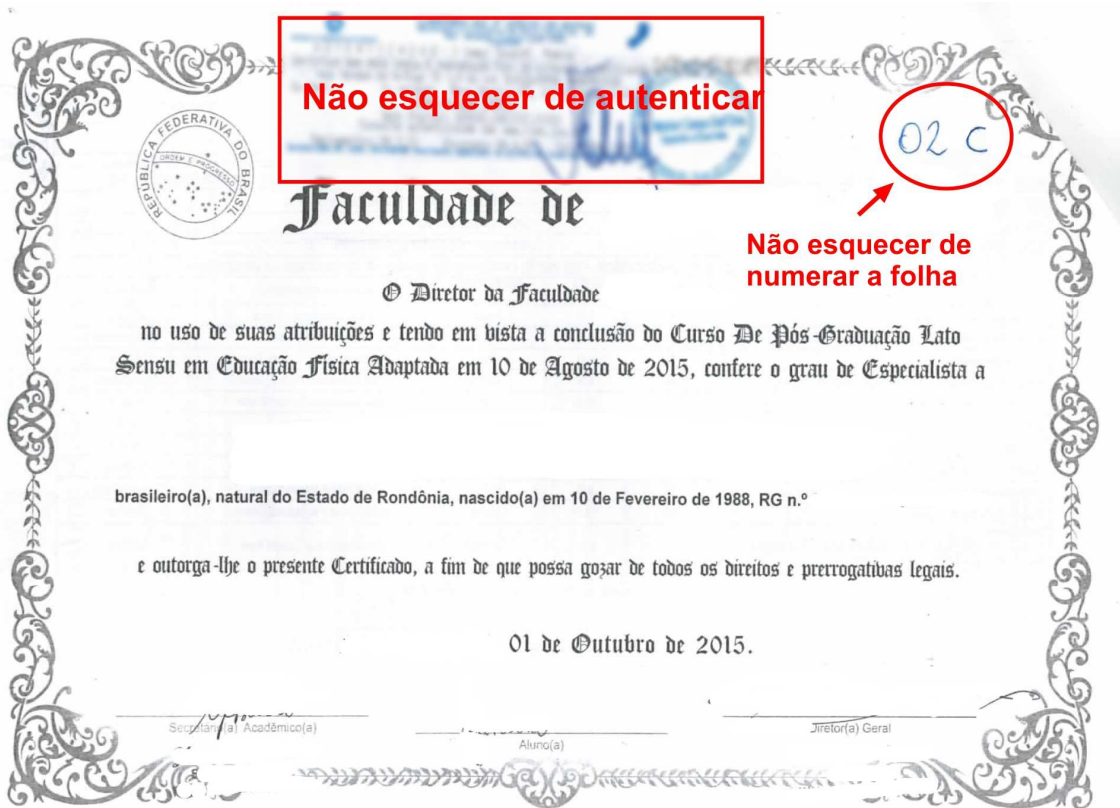 Não esquecer de autenticar
02 C
REPÚBLICA FEDERATIVA DO BRASIL
ORDEM E PROGRESSO
Faculdade de
Não esquecer de
numerar a folha
O Diretor da Faculdade
no uso de suas atribuições e tendo em vista a conclusão do Curso De Pós-Graduação Lato
Sensu em Educação Física Adaptada em 10 de Agosto de 2015, confere o grau de Especialista a
brasileiro(a), natural do Estado de Rondônia, nascido(a) em 10 de Fevereiro de 1988, RG n.º
e outorga-lhe o presente Certificado, a fim de que possa gozar de todos os direitos e prerrogativas legais.
01 de Outubro de 2015.
Secretário(a) Acadêmico(a)
Aluno(a)
Diretor(a) Geral